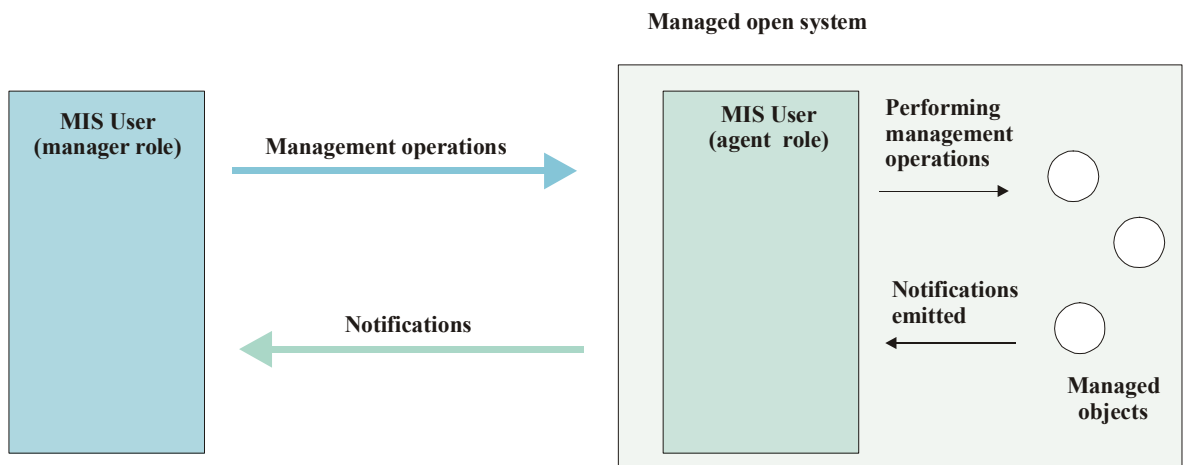 Managed open system
MIS User
(manager role)
Management operations
Notifications
MIS User
(agent role)
Performing
management
operations
Notifications
emitted
Managed
objects